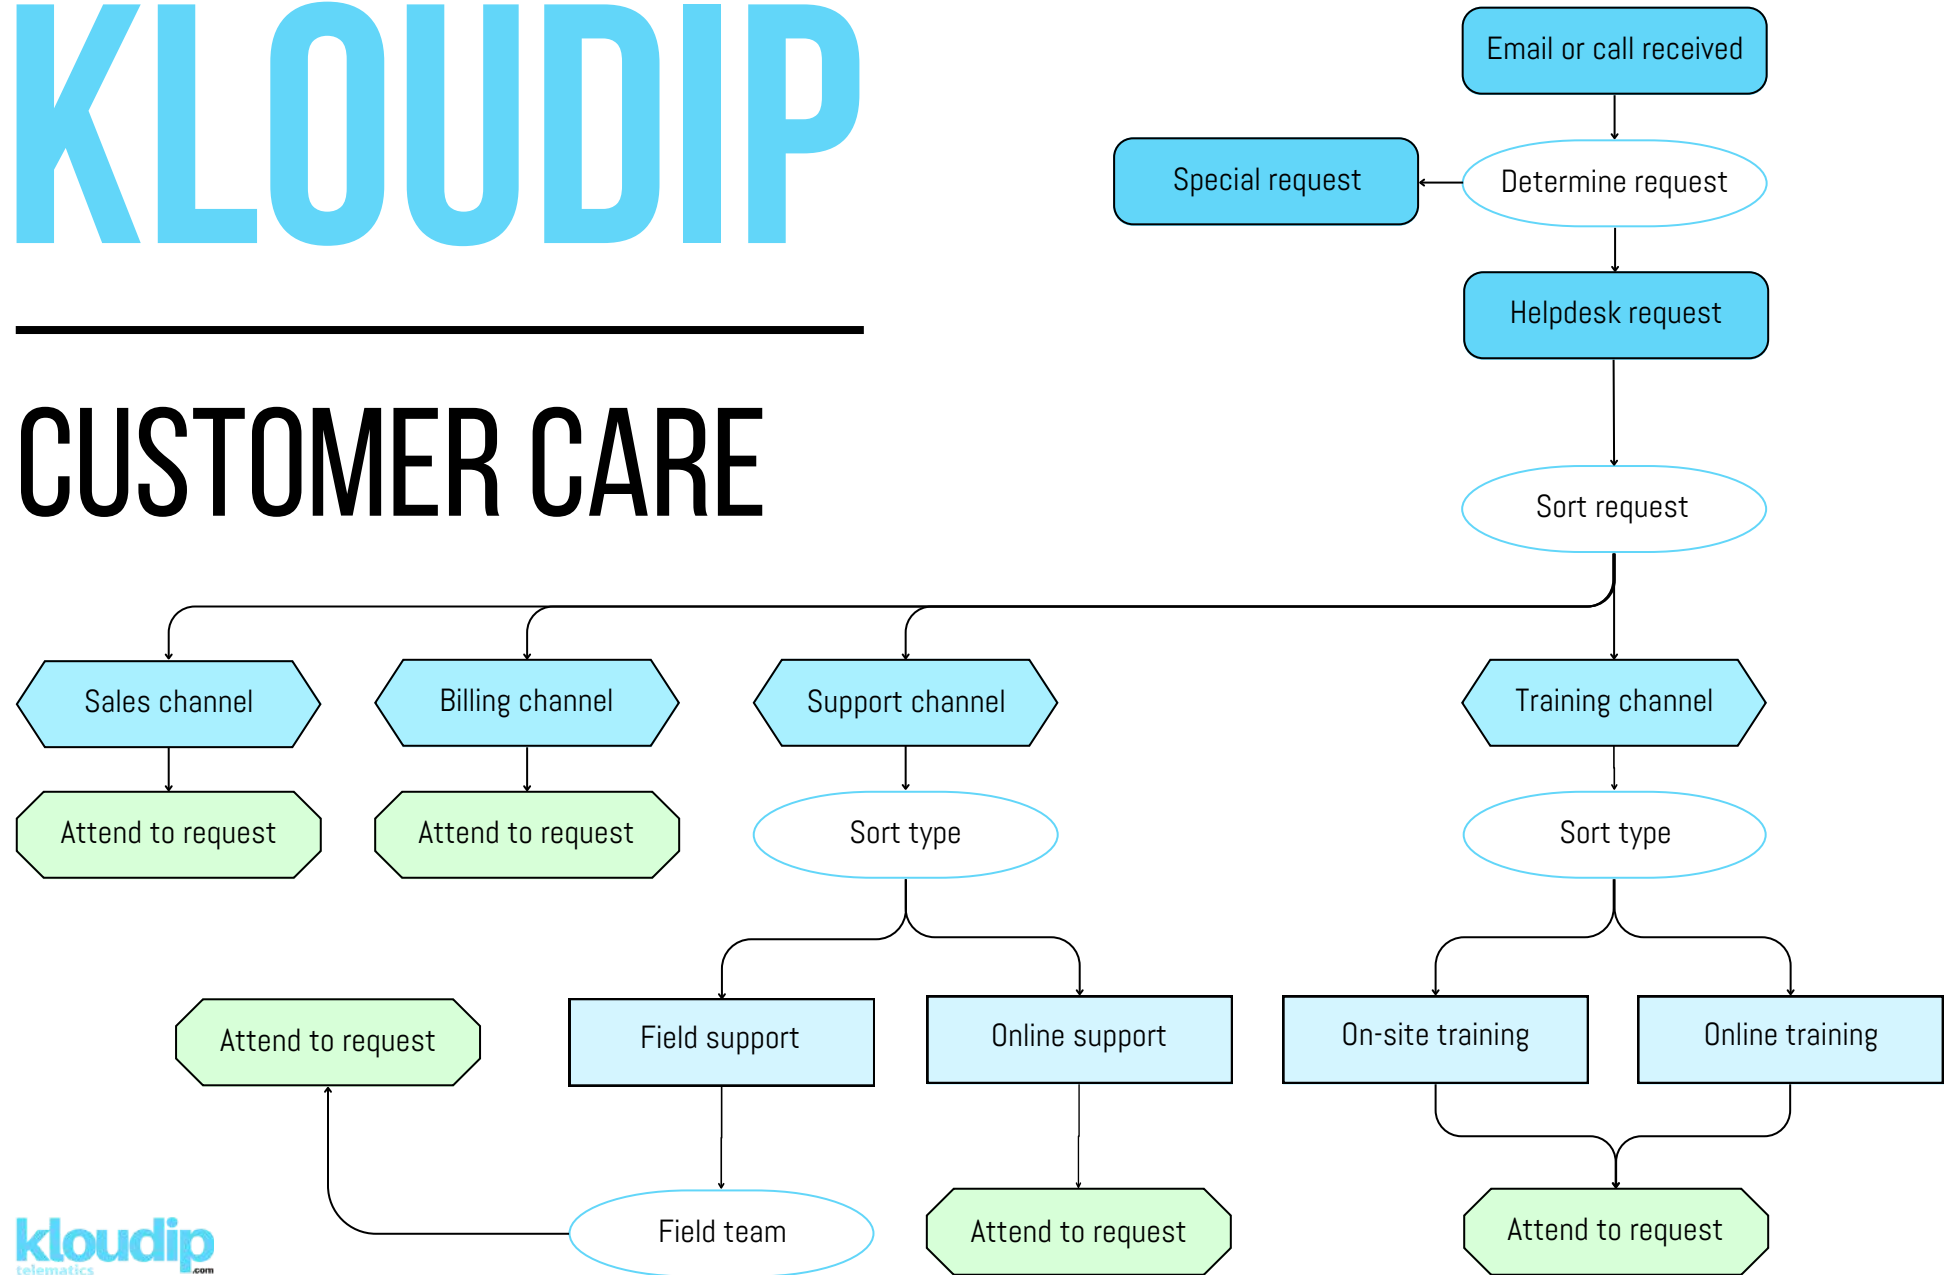 KLOUDIP
CUSTOMER CARE
Email or call received
Special request
Determine request
Helpdesk request
Sort request
Sales channel
Billing channel
Support channel
Training channel
Attend to request
Attend to request
Sort type
Sort type
Attend to request
Field support
Online support
On-site training
Online training
Field team
Attend to request
Attend to request
kloudip
telematics
.com